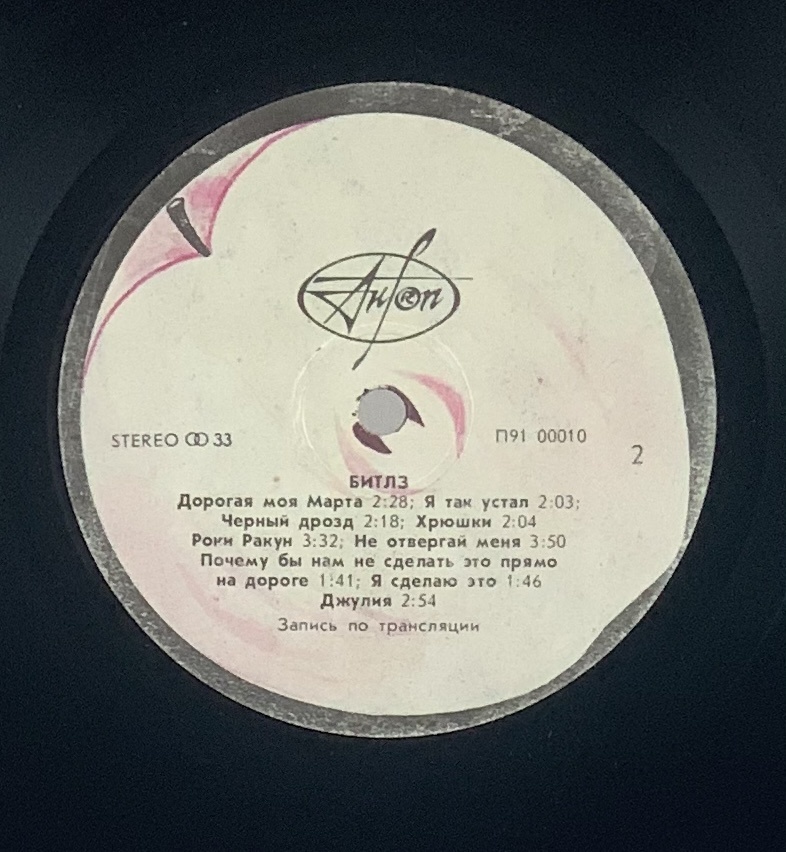 АнТроп
STEREO 33
П91 00010
2
БИТЛЗ
Дорогая моя Марта 2:28; Я так устал 2:03;
Черный дрозд 2:18; Хрюшки 2:04
Роки Ракун 3:32; Не отвергай меня 3:50
Почему бы нам не сделать это прямо
на дороге 1:41; Я сделаю это 1:46
Джулия 2:54
Запись по трансляции